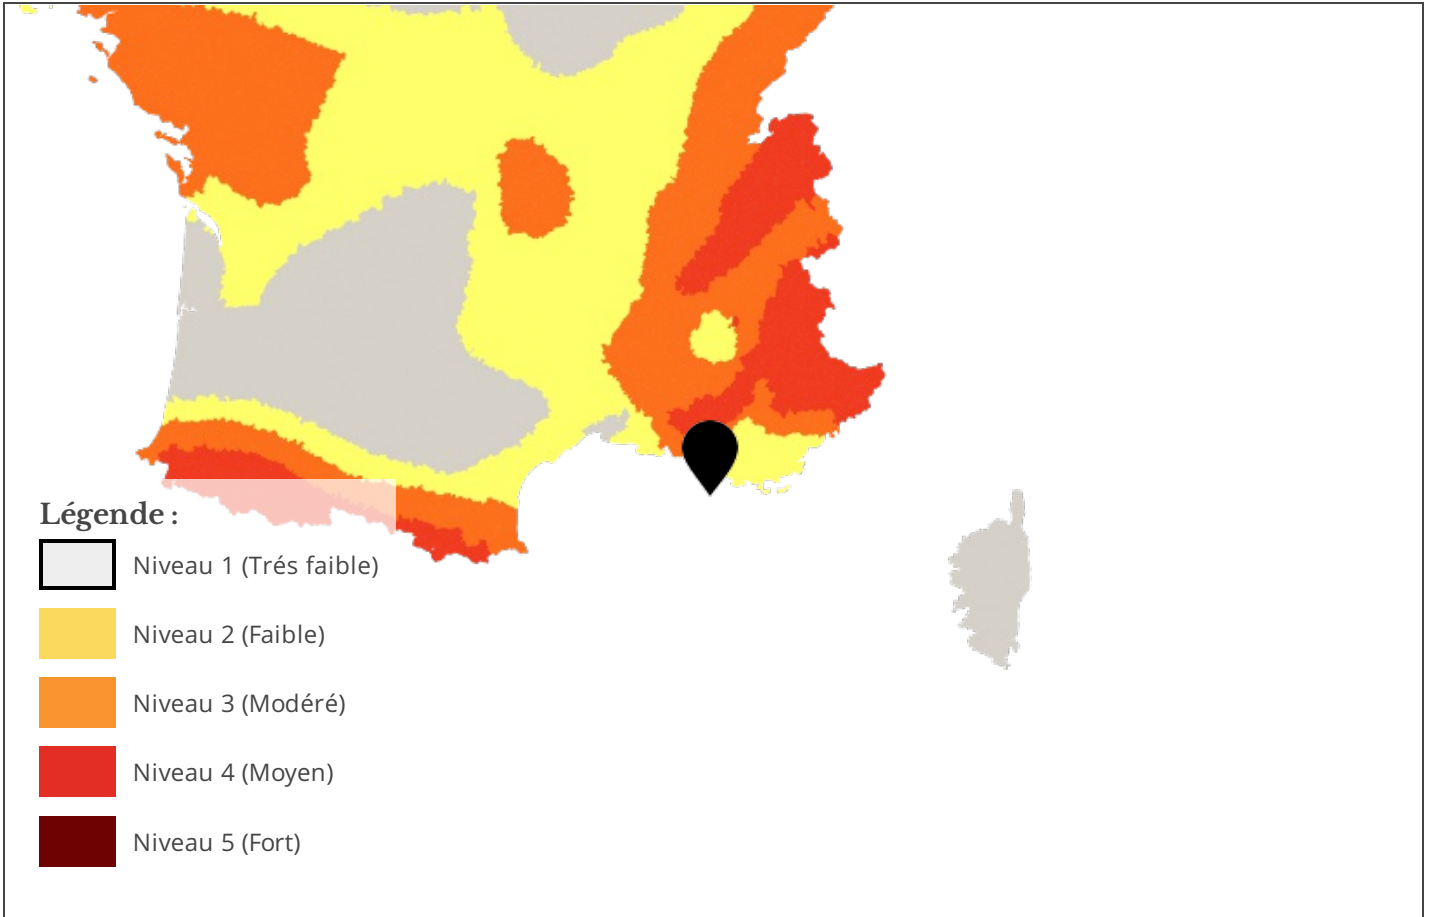 Légende :
Niveau 1 (Trés faible)
Niveau 2 (Faible)
Niveau 3 (Modéré)
Niveau 4 (Moyen)
Niveau 5 (Fort)